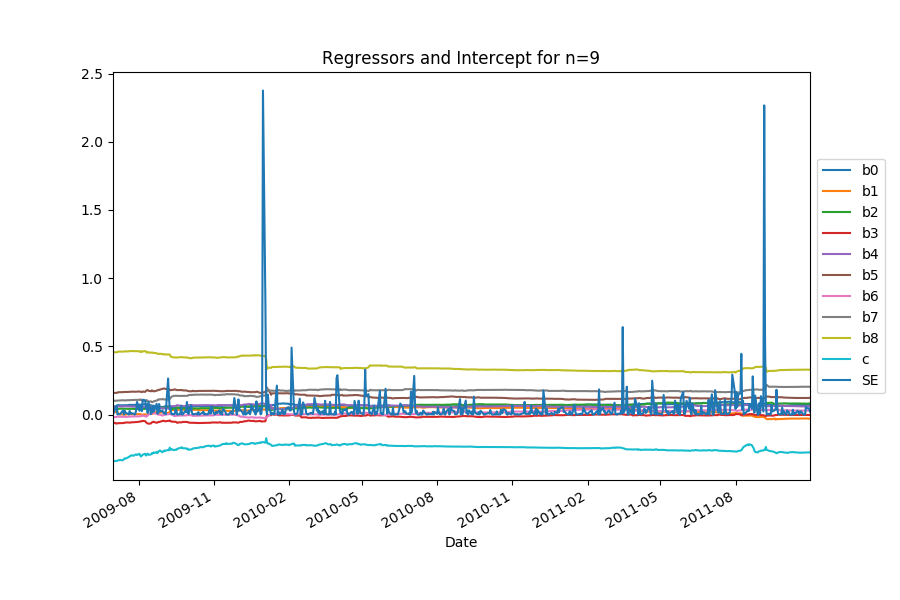 Regressors and Intercept for n=9
2.5
2.0
1.5
1.0
0.5
0.0
b0
b1
b2
b3
b4
b5
b6
b7
b8
c
SE
2009-08
2009-11
2010-02
2010-05
2010-08
2010-11
2011-02
2011-05
2011-08
Date